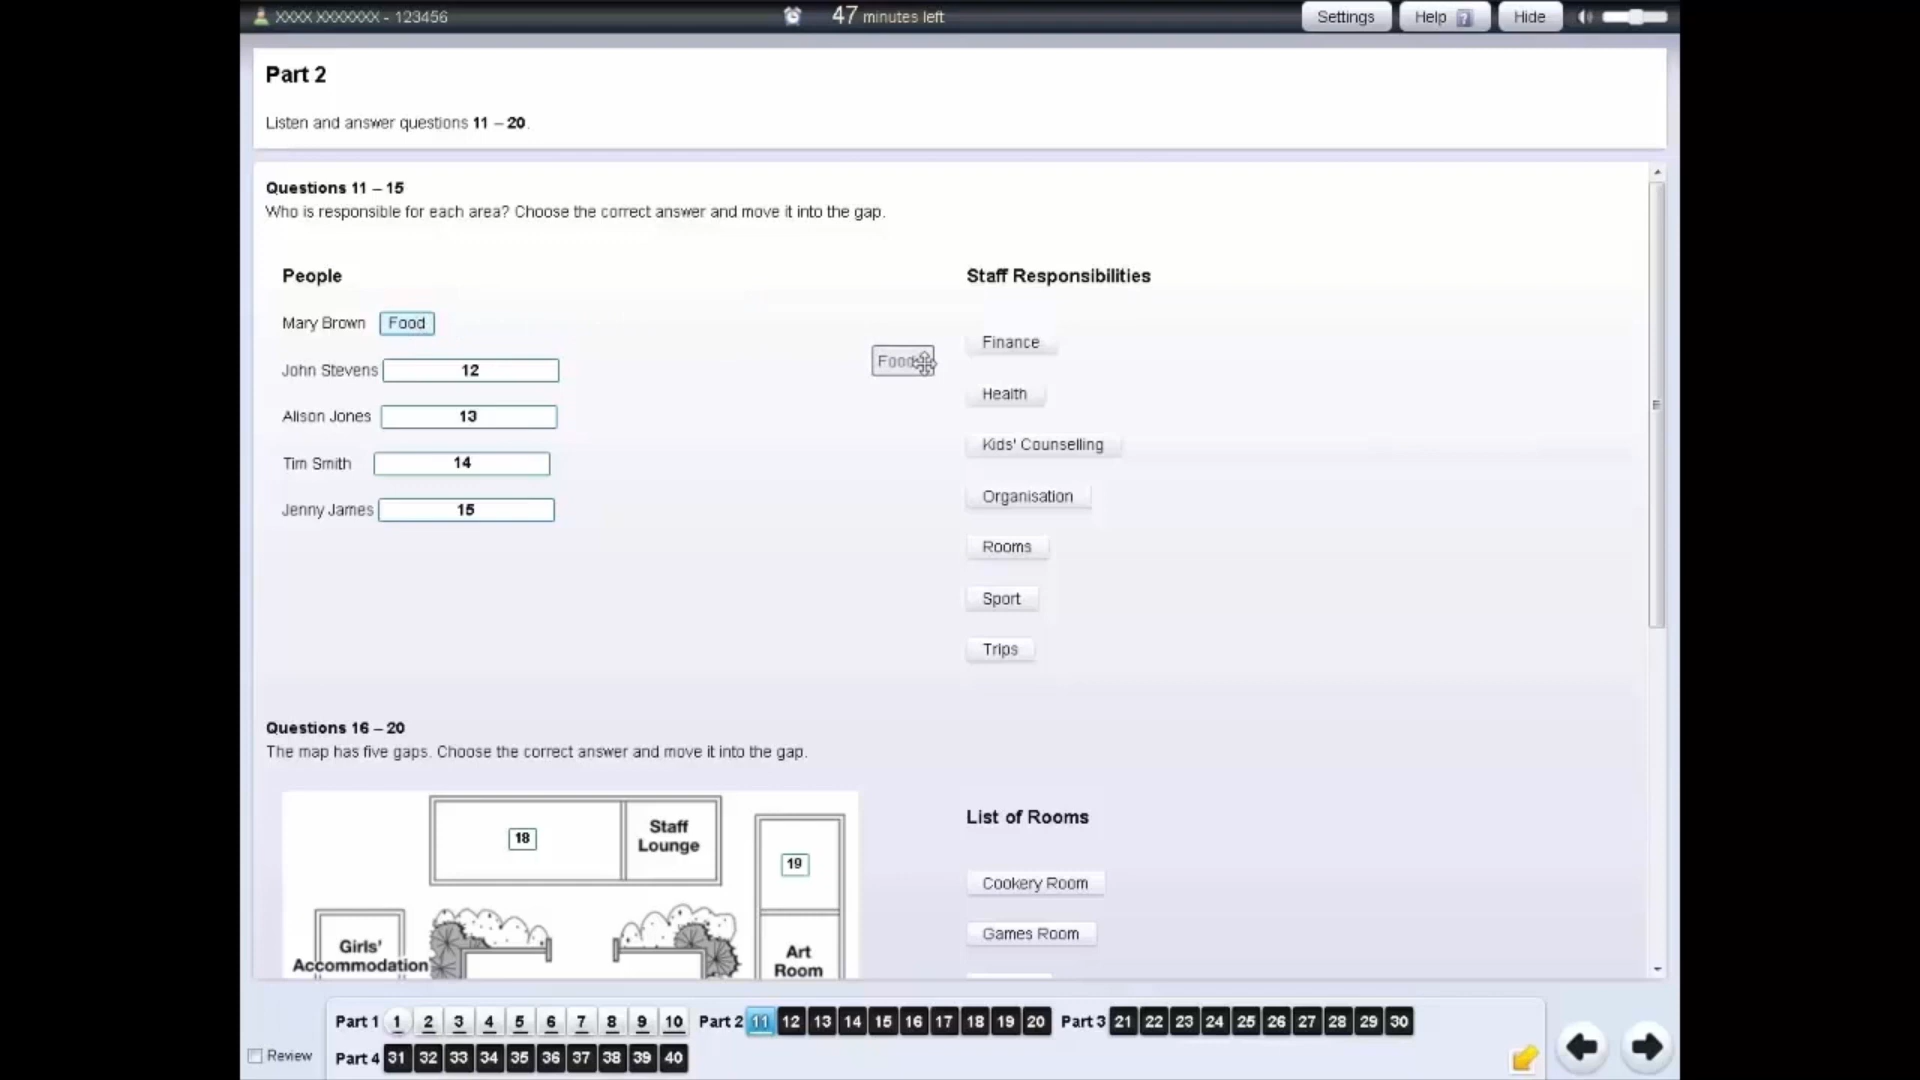 XXXX XXXXXXX - 123456
47 minutes left
Settings
Help ?
Hide
Part 2
Listen and answer questions 11 – 20.
Questions 11 – 15
Who is responsible for each area? Choose the correct answer and move it into the gap.
People
Staff Responsibilities
Mary Brown Food
John Stevens 12
Alison Jones 13
Tim Smith 14
Jenny James 15
Food
Finance
Health
Kids' Counselling
Organisation
Rooms
Sport
Trips
Questions 16 – 20
The map has five gaps. Choose the correct answer and move it into the gap.
18
Staff
Lounge
19
Girls'
Accommodation
Art
Room
List of Rooms
Cookery Room
Games Room
Part 1 1 2 3 4 5 6 7 8 9 10 Part 2 11 12 13 14 15 16 17 18 19 20 Part 3 21 22 23 24 25 26 27 28 29 30
Review
Part 4 31 32 33 34 35 36 37 38 39 40